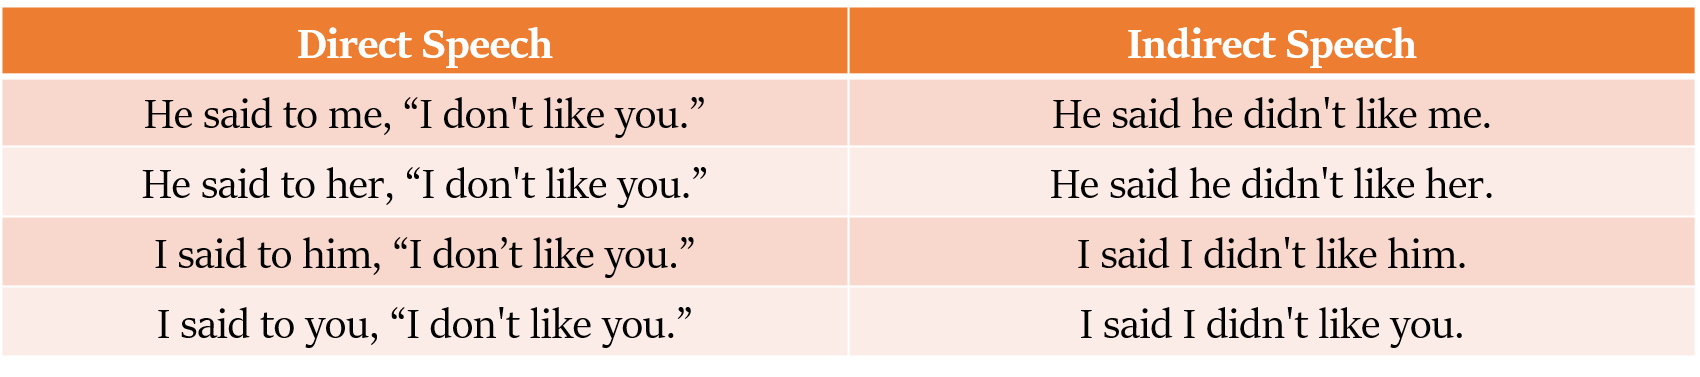 Direct Speech Indirect Speech
He said to me, “I don't like you.” He said he didn't like me.
He said to her, “I don't like you.” He said he didn't like her.
I said to him, “I don’t like you.” I said I didn't like him.
I said to you, “I don't like you.” I said I didn't like you.